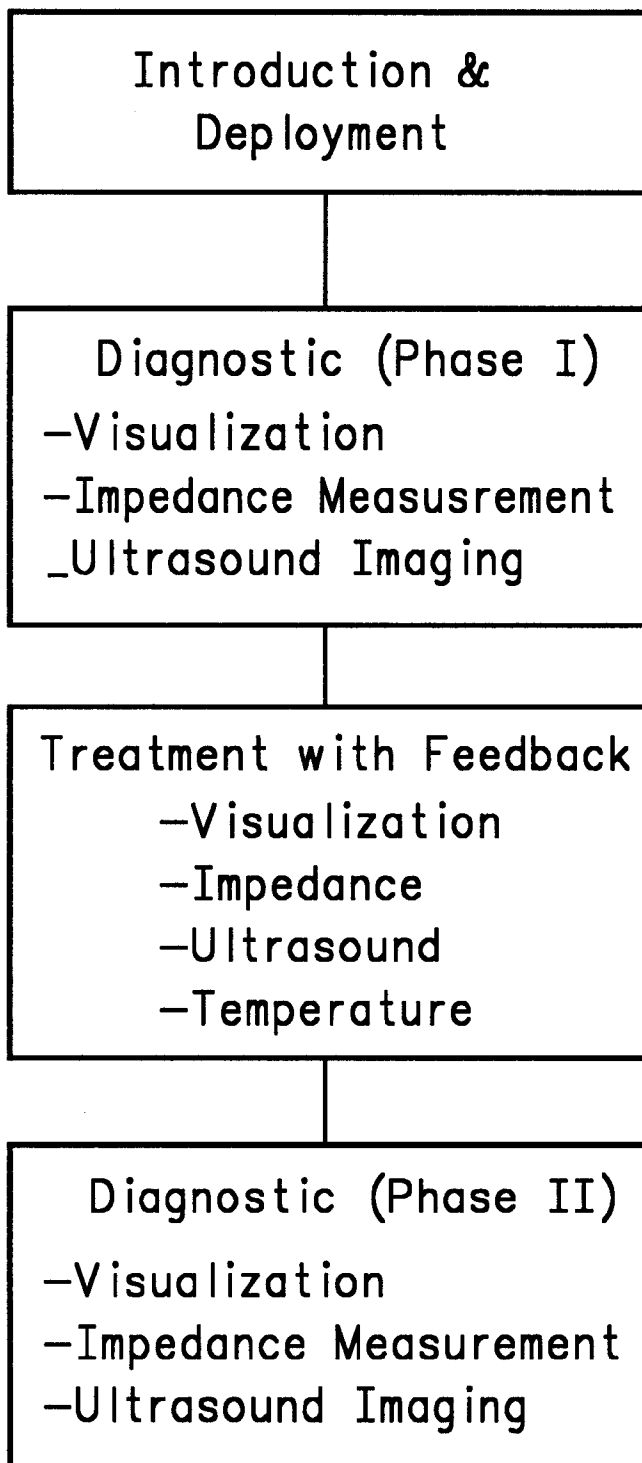 Introduction &
Deployment
Diagnostic (Phase I)
–Visualization
–Impedance Measusrement
_Ultrasound Imaging
Treatment with Feedback
–Visualization
–Impedance
–Ultrasound
–Temperature
Diagnostic (Phase II)
–Visualization
–Impedance Measurement
–Ultrasound Imaging